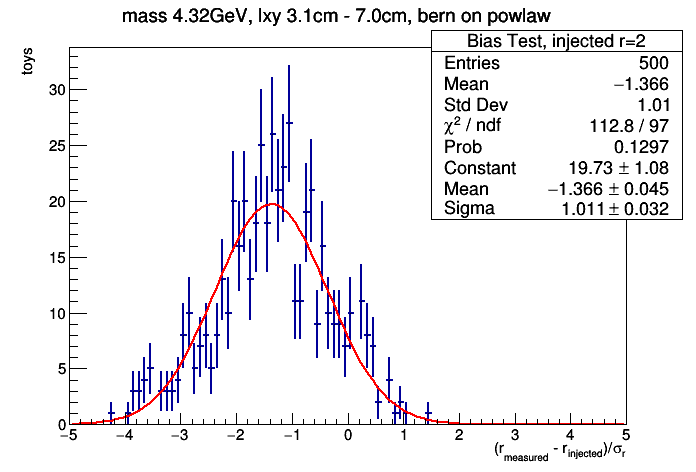 mass 4.32GeV, lxy 3.1cm - 7.0cm, bern on powlaw
Bias Test, injected r=2
Entries 500
Mean −1.366
Std Dev 1.01
χ² / ndf 112.8 / 97
Prob 0.1297
Constant 19.73 ± 1.08
Mean −1.366 ± 0.045
Sigma 1.011 ± 0.032
toys
30
25
20
15
10
5
0
−5 −4 −3 −2 −1 0 1 2 3 4 5
(r_measured - r_injected)/σ_r